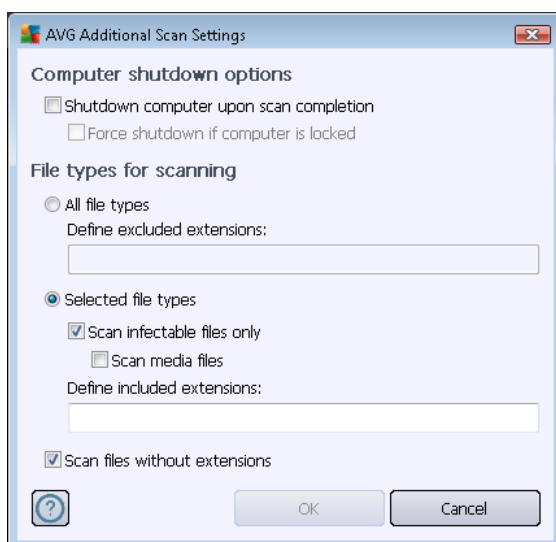 AVG Additional Scan Settings
Computer shutdown options
Shutdown computer upon scan completion
Force shutdown if computer is locked
File types for scanning
All file types
Define excluded extensions:
Selected file types
Scan infectable files only
Scan media files
Define included extensions:
Scan files without extensions
?
OK
Cancel